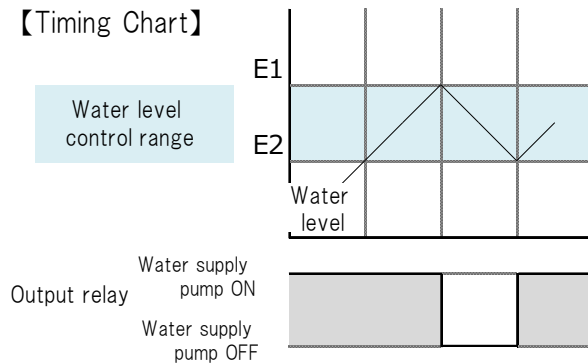 【Timing Chart】
E1
Water level
control range
E2
Water
level
Water supply
pump ON
Output relay
Water supply
pump OFF